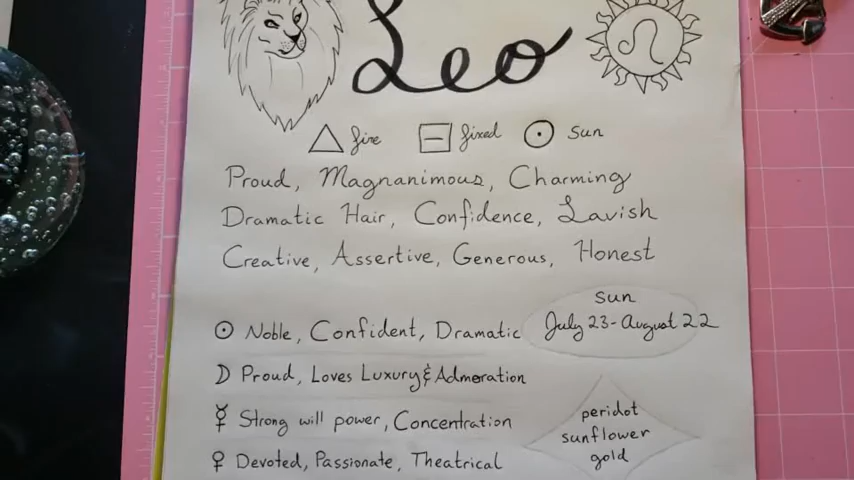 Leo
△ fire ⊟ fixed ☉ Sun
Proud, Magnanimous, Charming
Dramatic Hair, Confidence, Lavish
Creative, Assertive, Generous, Honest
Sun
July 23-August 22
☉ Noble, Confident, Dramatic
☽ Proud, Loves Luxury & Admoration
☿ Strong will power, Concentration
♀ Devoted, Passionate, Theatrical
peridot
sunflower
gold